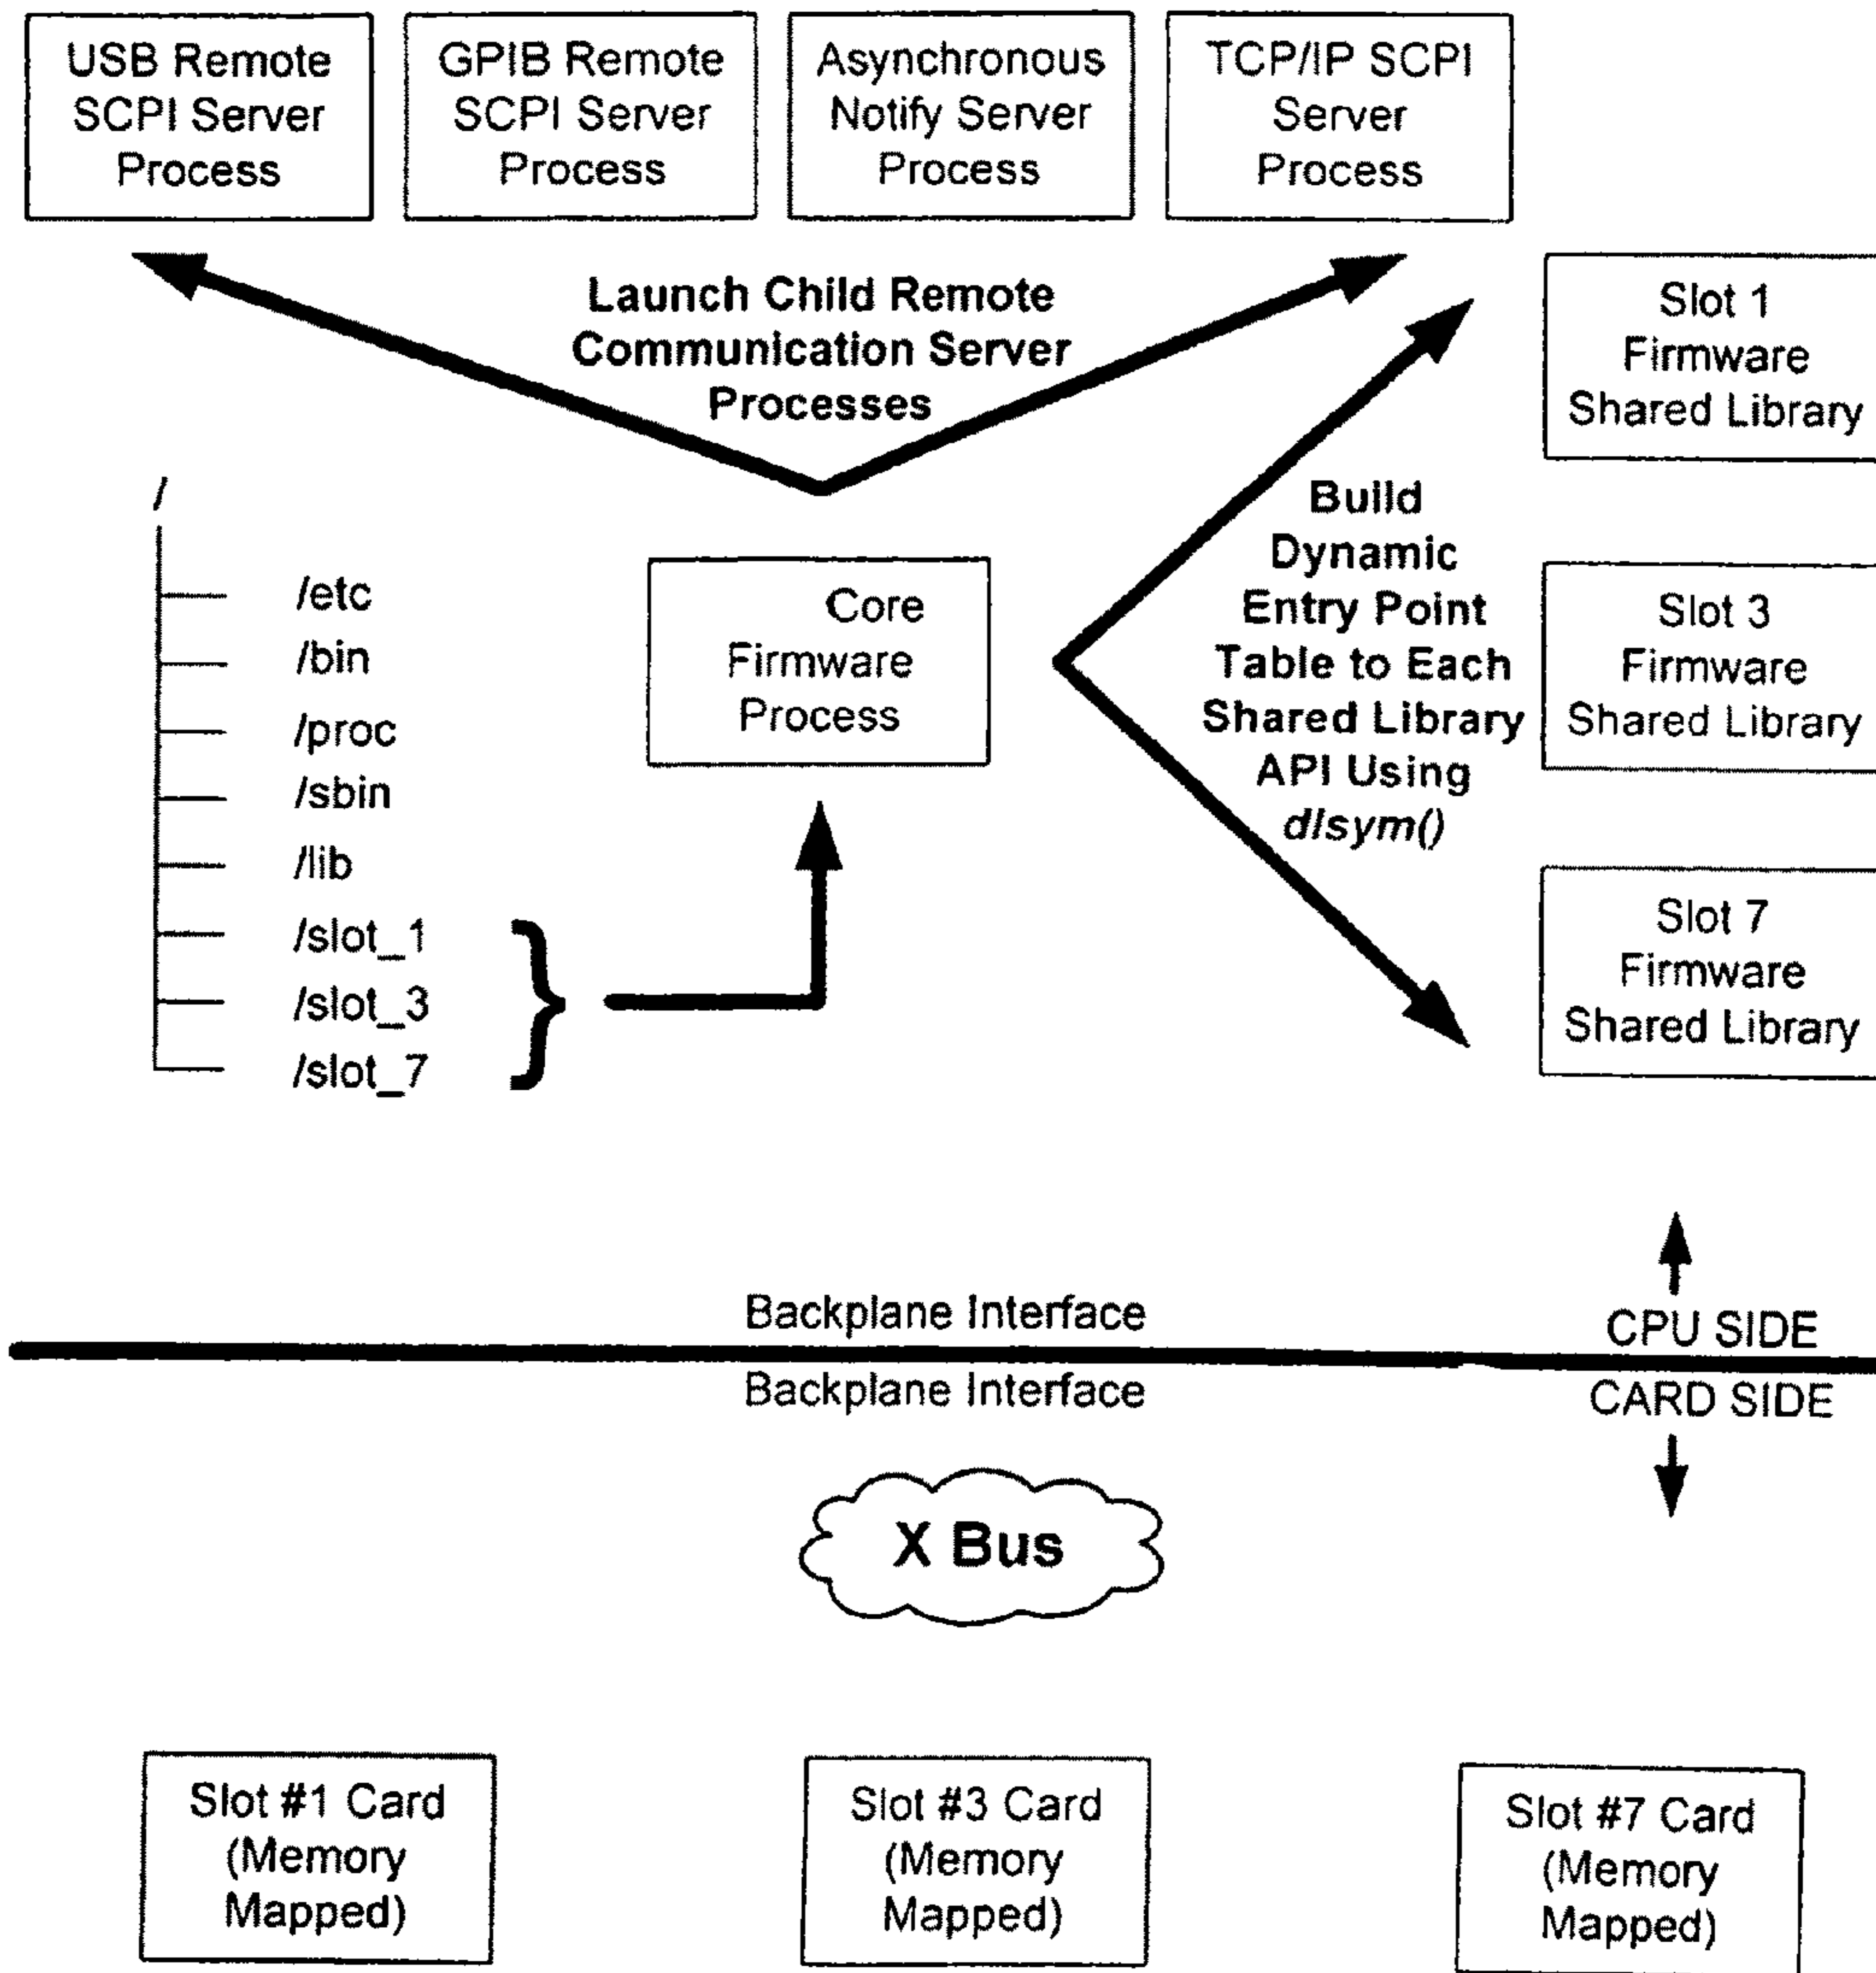 USB Remote
SCPI Server
Process
GPIB Remote
SCPI Server
Process
Asynchronous
Notify Server
Process
TCP/IP SCPI
Server
Process
Launch Child Remote
Communication Server
Processes
Slot 1
Firmware
Shared Library
/
/etc
/bin
/proc
/sbin
/lib
/slot_1
/slot_3
/slot_7
}
Core
Firmware
Process
Build
Dynamic
Entry Point
Table to Each
Shared Library
API Using
dlsym()
Slot 3
Firmware
Shared Library
Slot 7
Firmware
Shared Library
Backplane Interface
CPU SIDE
Backplane Interface
CARD SIDE
X Bus
Slot #1 Card
(Memory
Mapped)
Slot #3 Card
(Memory
Mapped)
Slot #7 Card
(Memory
Mapped)